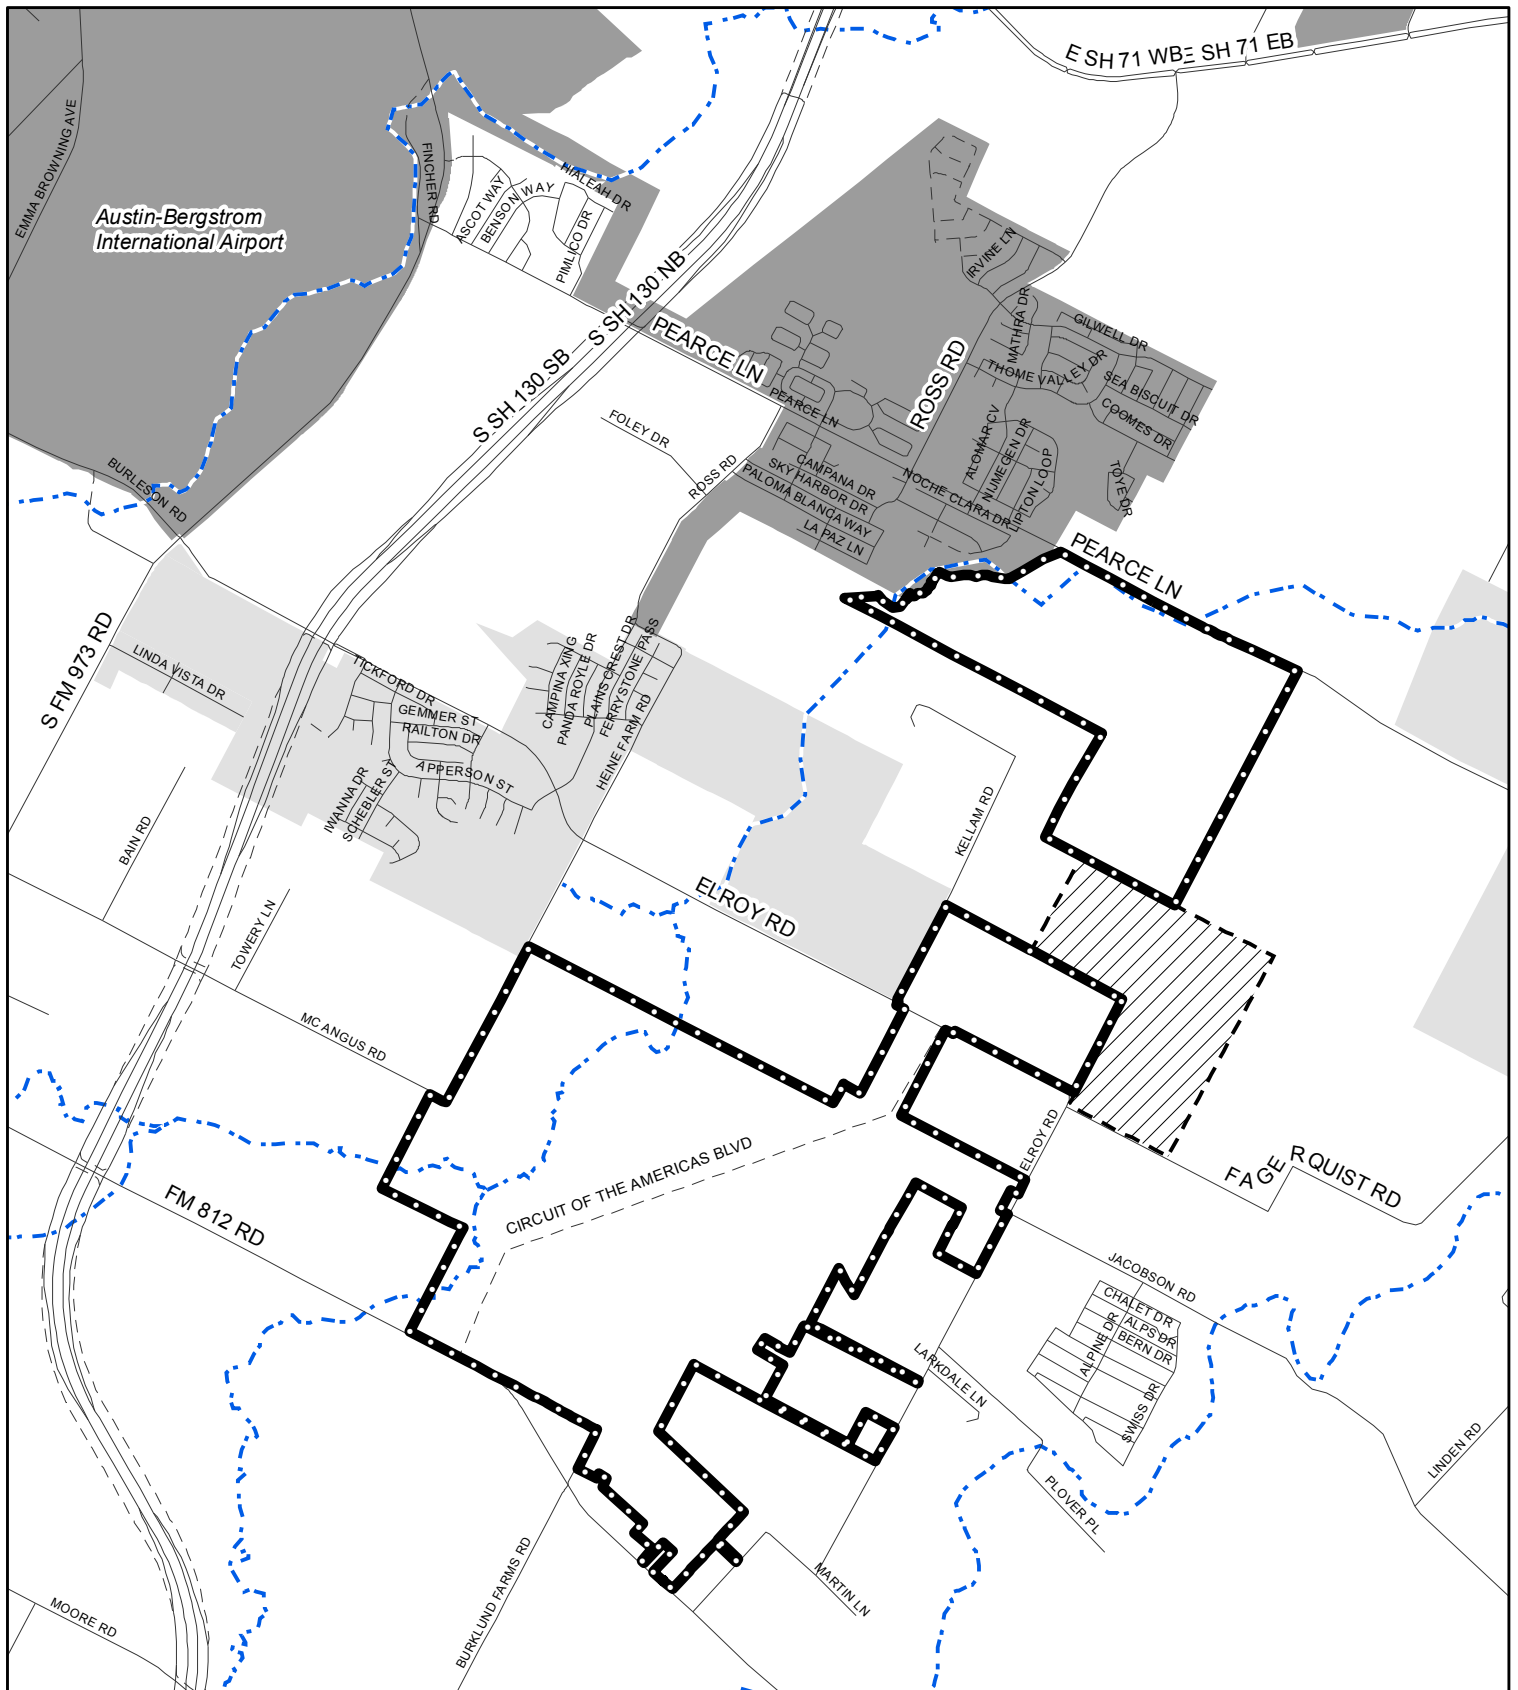 E SH 71 WB
E SH 71 EB
EMMA BROWNING AVE
FINCHER RD
HIALEAH DR
ASCOT WAY
BENSON WAY
PIMLICO DR
Austin-Bergstrom
International Airport
IRVINE LN
S SH 130 NB
S SH 130 SB
PEARCE LN
MATHRA DR
GILWELL DR
ROSS RD
THOME VALLEY DR
SEA BISCUIT DR
COOMES DR
PEARCE LN
FOLEY DR
ALOMAR CV
NIJMEGEN DR
LIPTON LOOP
TOYE DR
ROSS RD
CAMPANA DR
SKY HARBOR DR
PALOMA BLANCA WAY
LA PAZ LN
NOCHE CLARA DR
BURLESON RD
PEARCE LN
S FM 973 RD
LINDA VISTA DR
TICKFORD DR
GEMMER ST
RAILTON DR
APPERSON ST
CAMPINA XING
PANDA ROYLE DR
PLAINS CREST DR
FERRYSTONE PASS
HEINE FARM RD
IWANNA DR
SCHEBLER ST
BAIN RD
KELLAM RD
ELROY RD
TOWERY LN
MC ANGUS RD
CIRCUIT OF THE AMERICAS BLVD
ELROY RD
FAGERQUIST RD
FM 812 RD
JACOBSON RD
CHALET DR
ALPS DR
BERN DR
ALPINE DR
SWISS DR
LARKDALE LN
LINDEN RD
PLOVER PL
MARTIN LN
BURKLUND FARMS RD
MOORE RD